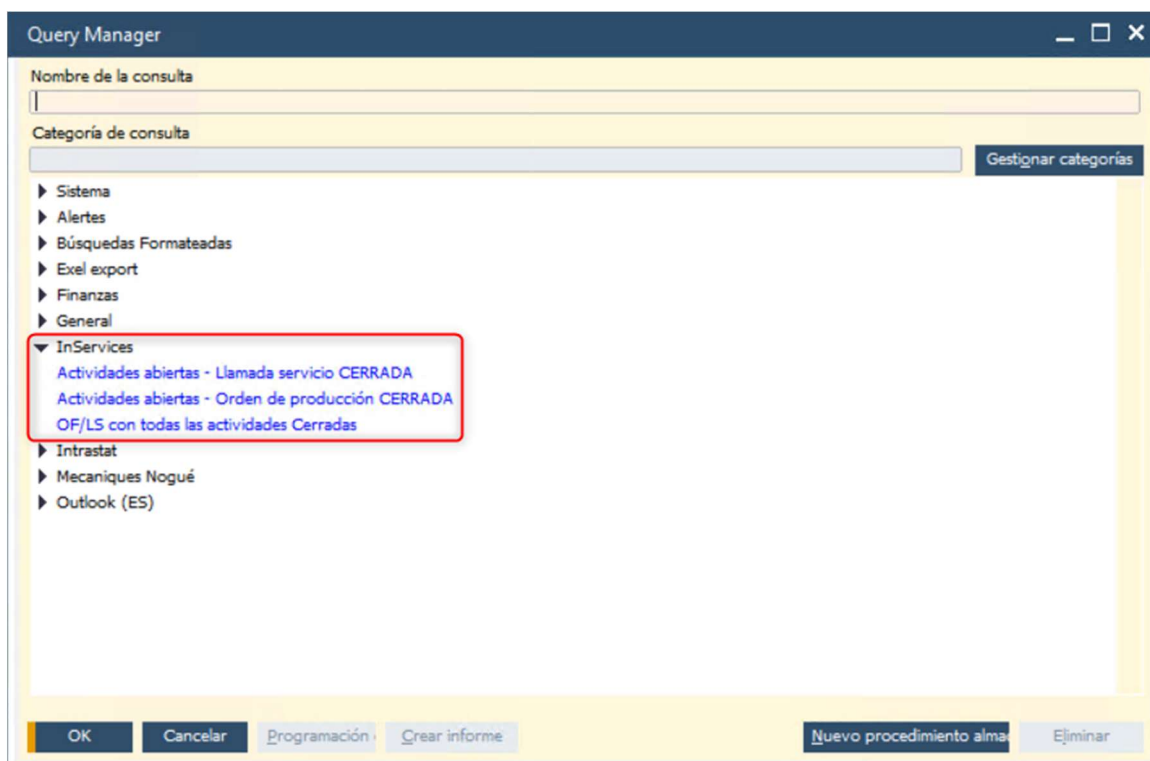 Query Manager
Nombre de la consulta
Categoría de consulta
Gestionar categorías
Sistema
Alertes
Búsquedas Formateadas
Exel export
Finanzas
General
InServices
Actividades abiertas - Llamada servicio CERRADA
Actividades abiertas - Orden de producción CERRADA
OF/LS con todas las actividades Cerradas
Intrastat
Mecaniques Nogué
Outlook (ES)
OK Cancelar Programación Crear informe Nuevo procedimiento alma Eliminar